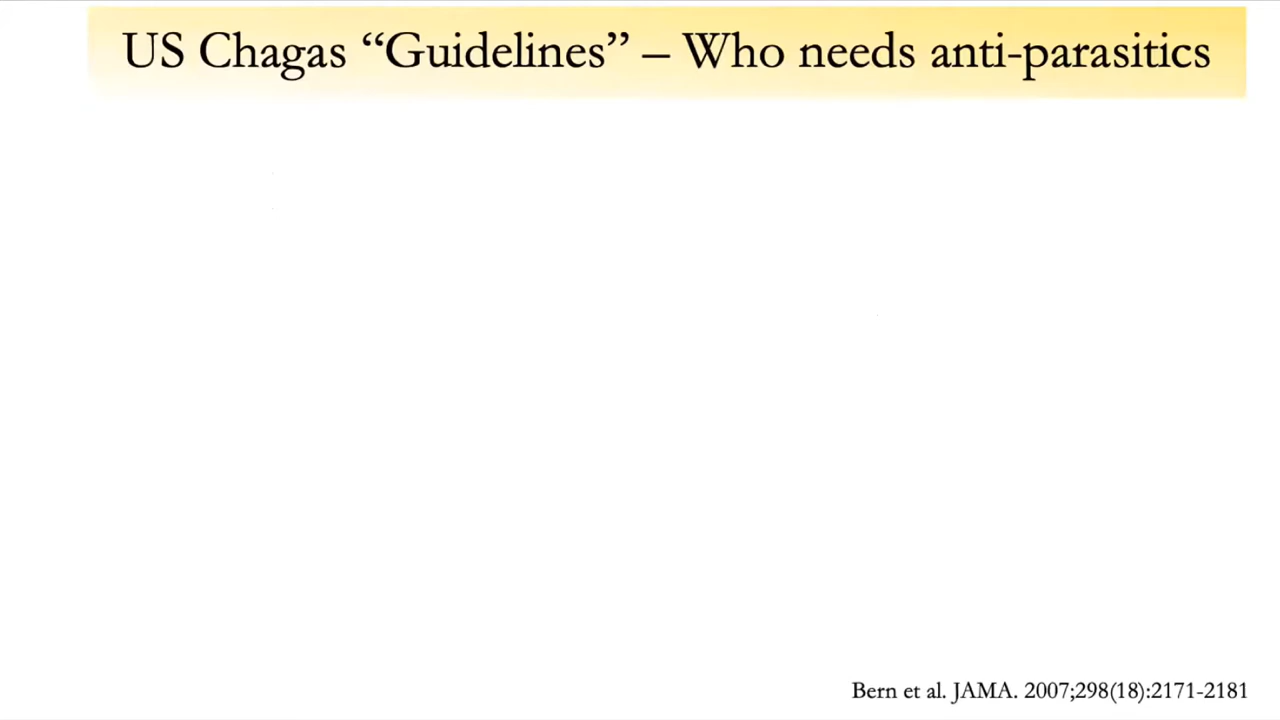 US Chagas “Guidelines” – Who needs anti-parasitics
Bern et al. JAMA. 2007;298(18):2171-2181